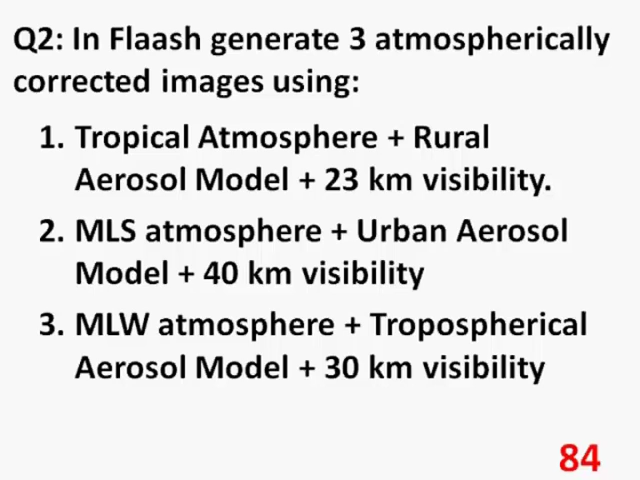 Q2: In Flaash generate 3 atmospherically
corrected images using:
1. Tropical Atmosphere + Rural
Aerosol Model + 23 km visibility.
2. MLS atmosphere + Urban Aerosol
Model + 40 km visibility
3. MLW atmosphere + Tropospherical
Aerosol Model + 30 km visibility
84